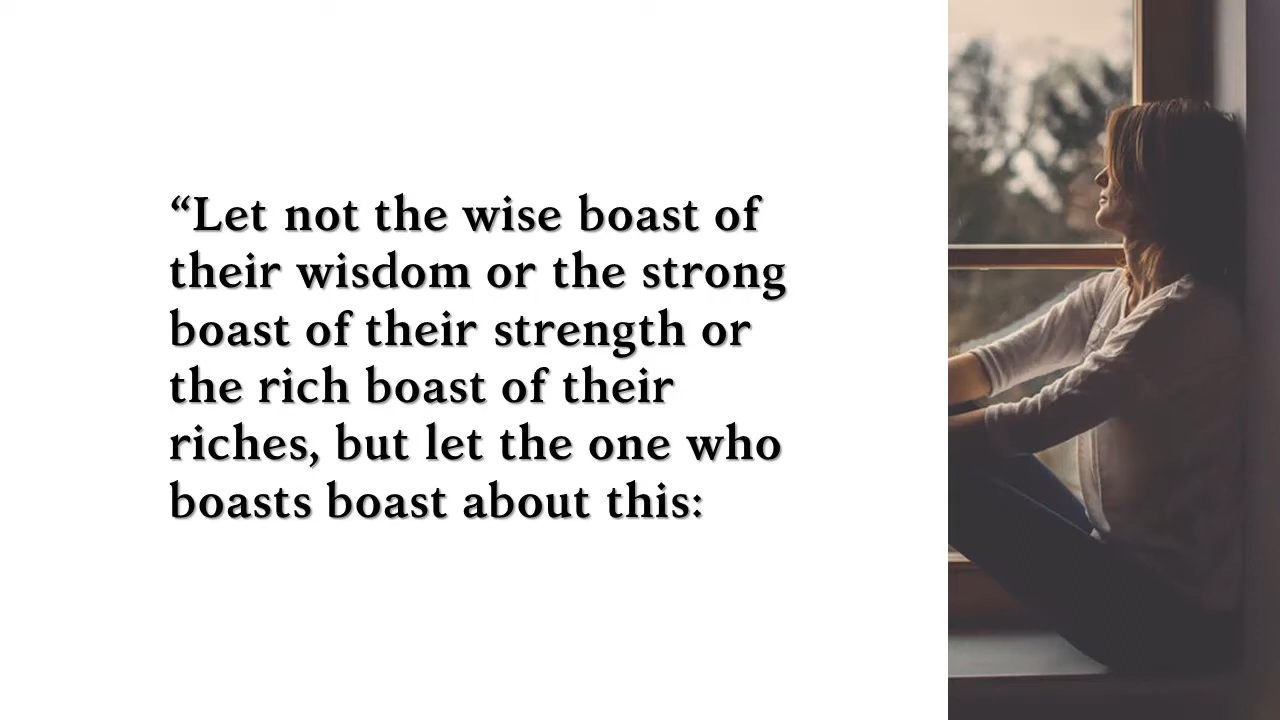 “Let not the wise boast of
their wisdom or the strong
boast of their strength or
the rich boast of their
riches, but let the one who
boasts boast about this: